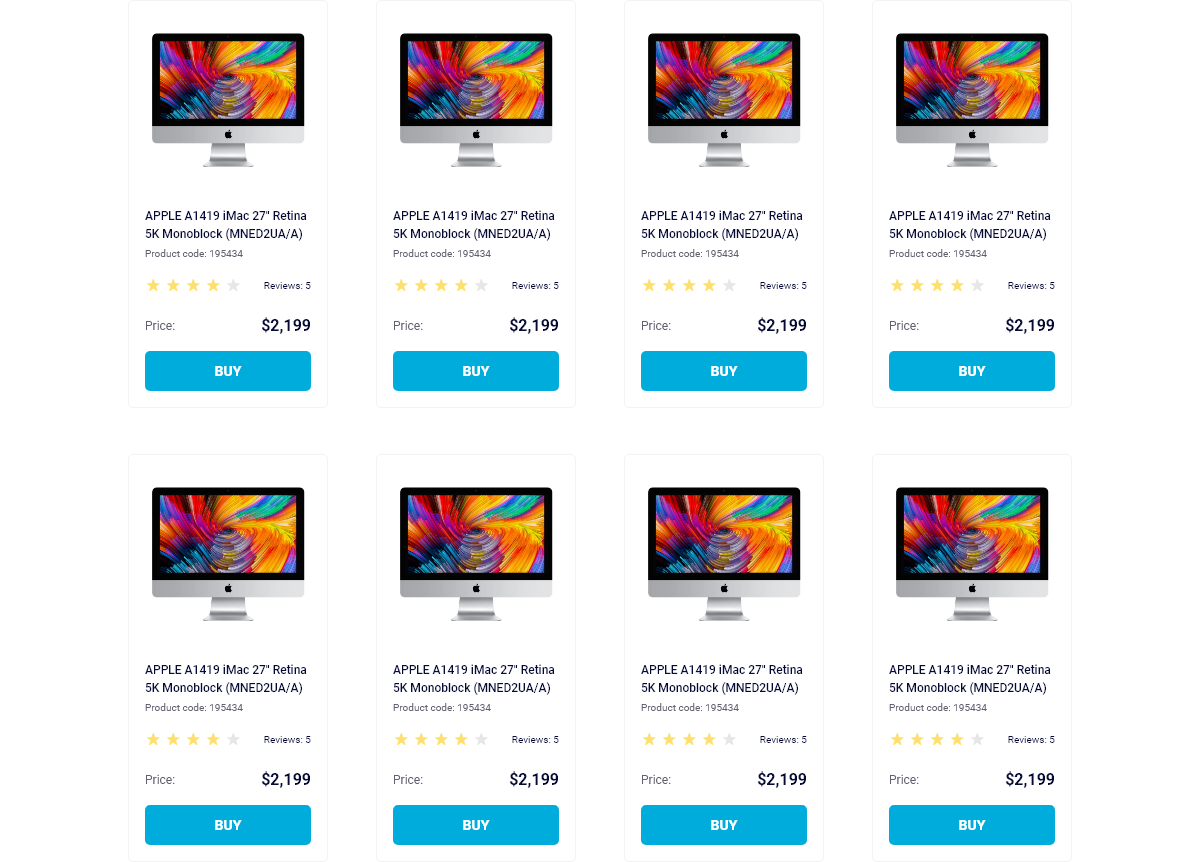 APPLE A1419 iMac 27" Retina
5K Monoblock (MNED2UA/A)
Product code: 195434
Reviews: 5
Price: $2,199
BUY
APPLE A1419 iMac 27" Retina
5K Monoblock (MNED2UA/A)
Product code: 195434
Reviews: 5
Price: $2,199
BUY
APPLE A1419 iMac 27" Retina
5K Monoblock (MNED2UA/A)
Product code: 195434
Reviews: 5
Price: $2,199
BUY
APPLE A1419 iMac 27" Retina
5K Monoblock (MNED2UA/A)
Product code: 195434
Reviews: 5
Price: $2,199
BUY
APPLE A1419 iMac 27" Retina
5K Monoblock (MNED2UA/A)
Product code: 195434
Reviews: 5
Price: $2,199
BUY
APPLE A1419 iMac 27" Retina
5K Monoblock (MNED2UA/A)
Product code: 195434
Reviews: 5
Price: $2,199
BUY
APPLE A1419 iMac 27" Retina
5K Monoblock (MNED2UA/A)
Product code: 195434
Reviews: 5
Price: $2,199
BUY
APPLE A1419 iMac 27" Retina
5K Monoblock (MNED2UA/A)
Product code: 195434
Reviews: 5
Price: $2,199
BUY